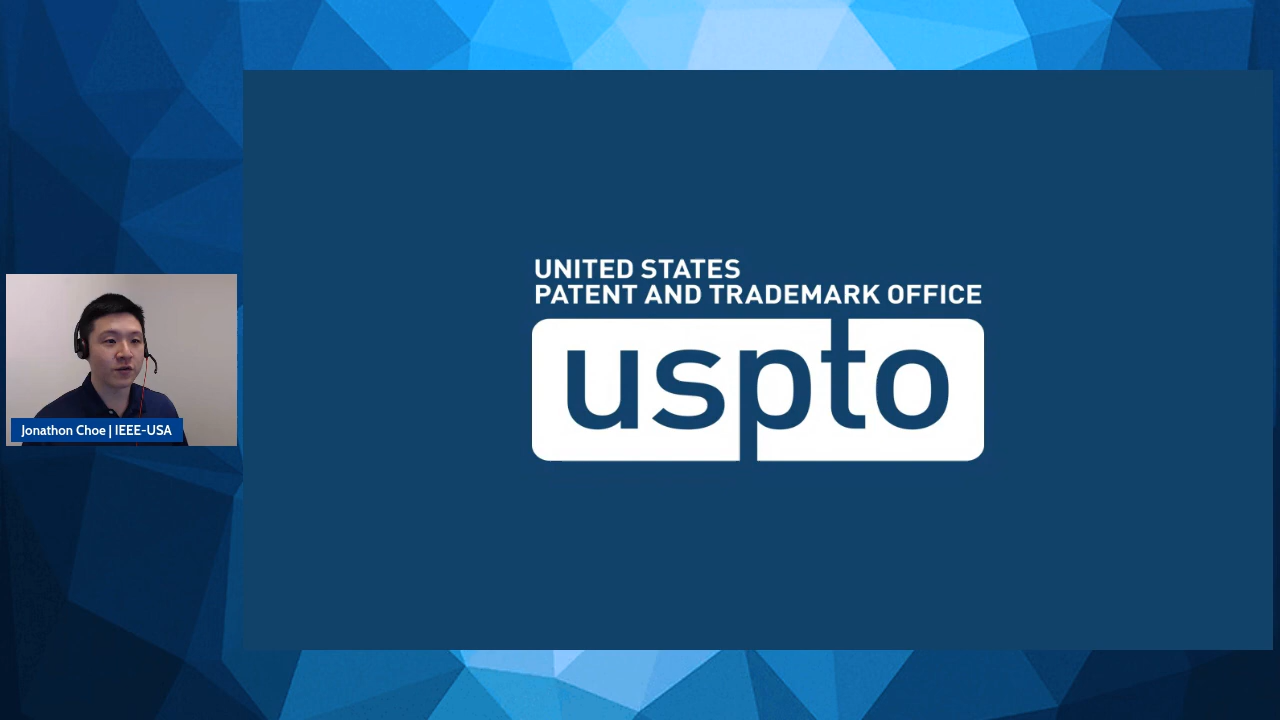 UNITED STATES
PATENT AND TRADEMARK OFFICE
uspto
Jonathon Choe | IEEE-USA